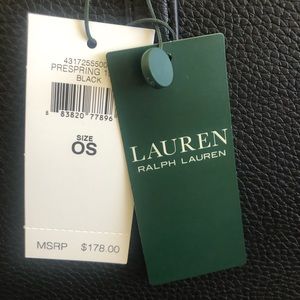 PRESPRING
BLACK
SIZE
OS
MSRP $178.00
LAUREN
RALPH LAUREN